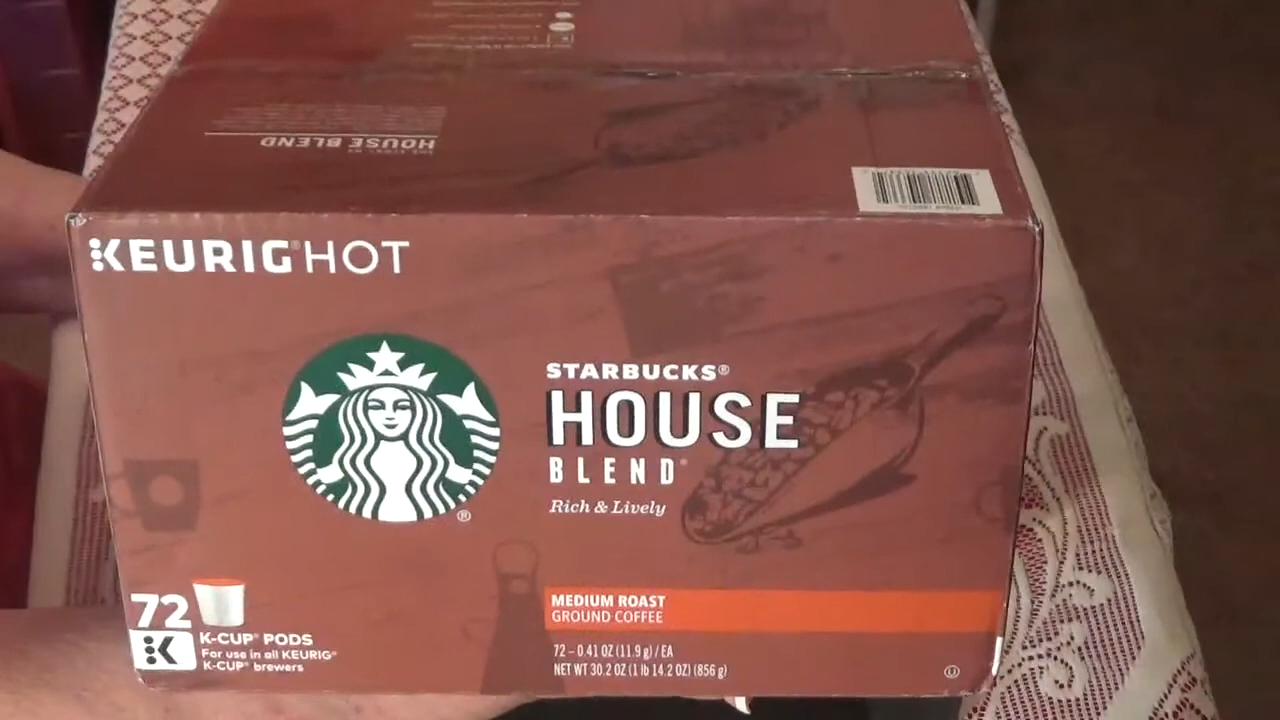 HOUSE BLEND
KEURIG®HOT
STARBUCKS®
HOUSE
BLEND®
Rich & Lively
MEDIUM ROAST
GROUND COFFEE
72 – 0.41 OZ (11.9 g) / EA
NET WT 30.2 OZ (1 lb 14.2 OZ) (856 g)
72
K-CUP® PODS
For use in all KEURIG®
K-CUP® brewers